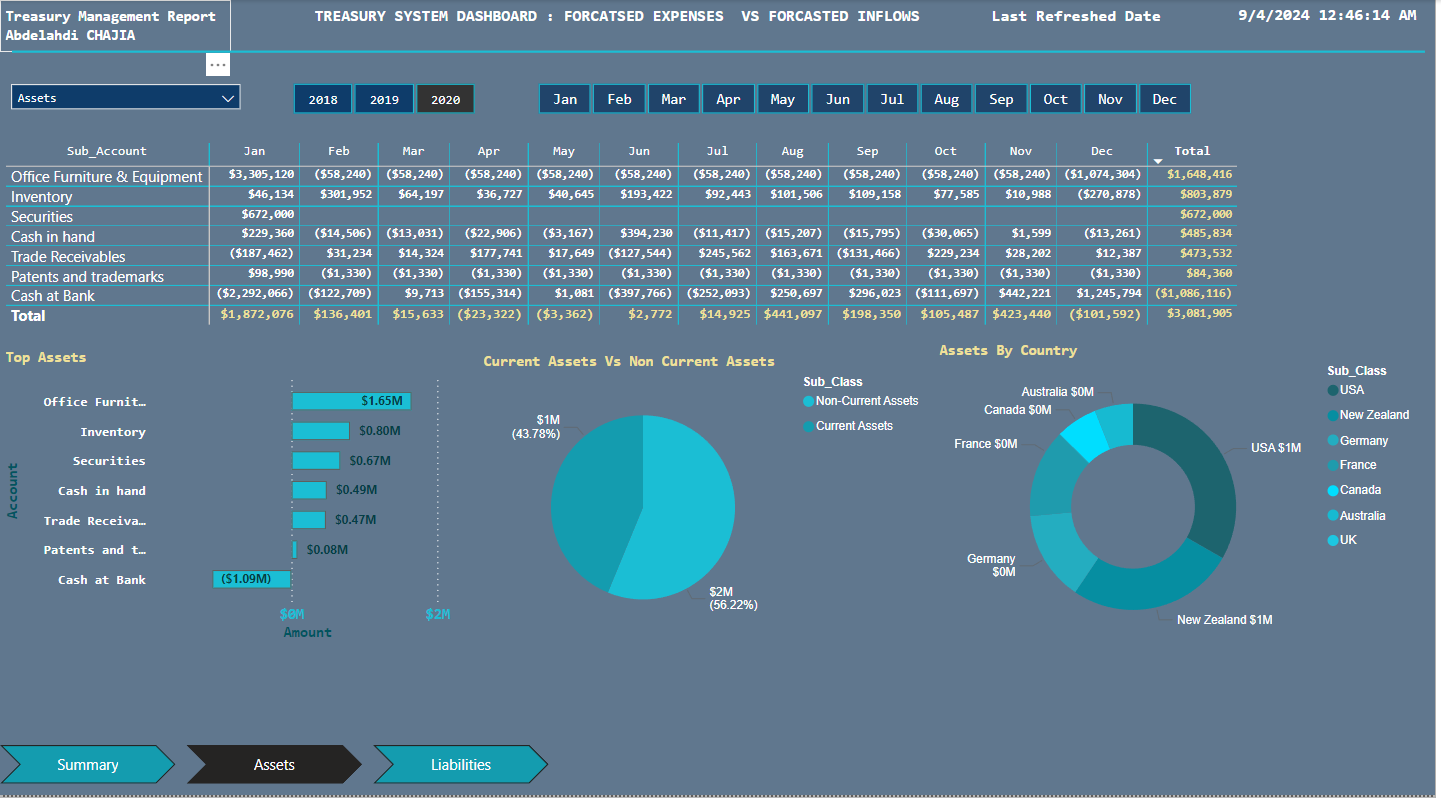 Treasury Management Report
Abdelahdi CHAJIA
TREASURY SYSTEM DASHBOARD : FORCATSED EXPENSES VS FORCASTED INFLOWS
Last Refreshed Date
9/4/2024 12:46:14 AM
...
Assets
2018 2019 2020
Jan Feb Mar Apr May Jun Jul Aug Sep Oct Nov Dec
Sub_Account Jan Feb Mar Apr May Jun Jul Aug Sep Oct Nov Dec Total
Office Furniture & Equipment $3,305,120 ($58,240) ($58,240) ($58,240) ($58,240) ($58,240) ($58,240) ($58,240) ($58,240) ($58,240) ($58,240) ($1,074,304) $1,648,416
Inventory $46,134 $301,952 $64,197 $36,727 $40,645 $193,422 $92,443 $101,506 $109,158 $77,585 $10,988 ($270,878) $803,879
Securities $672,000 $672,000
Cash in hand $229,360 ($14,506) ($13,031) ($22,906) ($3,167) $394,230 ($11,417) ($15,207) ($15,795) ($30,065) $1,599 ($13,261) $485,834
Trade Receivables ($187,462) $31,234 $14,324 $177,741 $17,649 ($127,544) $245,562 $163,671 ($131,466) $229,234 $28,202 $12,387 $473,532
Patents and trademarks $98,990 ($1,330) ($1,330) ($1,330) ($1,330) ($1,330) ($1,330) ($1,330) ($1,330) ($1,330) ($1,330) ($1,330) $84,360
Cash at Bank ($2,292,066) ($122,709) $9,713 ($155,314) $1,081 ($397,766) ($252,093) $250,697 $296,023 ($111,697) $442,221 $1,245,794 ($1,086,116)
Total $1,872,076 $136,401 $15,633 ($23,322) ($3,362) $2,772 $14,925 $441,097 $198,350 $105,487 $423,440 ($101,592) $3,081,905
Top Assets
Account
Office Furnit… $1.65M
Inventory $0.80M
Securities $0.67M
Cash in hand $0.49M
Trade Receiva… $0.47M
Patents and t… $0.08M
Cash at Bank ($1.09M)
$0M $2M
Amount
Current Assets Vs Non Current Assets
Sub_Class
Non-Current Assets
Current Assets
$1M
(43.78%)
$2M
(56.22%)
Assets By Country
Australia $0M
Canada $0M
France $0M
Germany
$0M
USA $1M
New Zealand $1M
Sub_Class
USA
New Zealand
Germany
France
Canada
Australia
UK
Summary
Assets
Liabilities